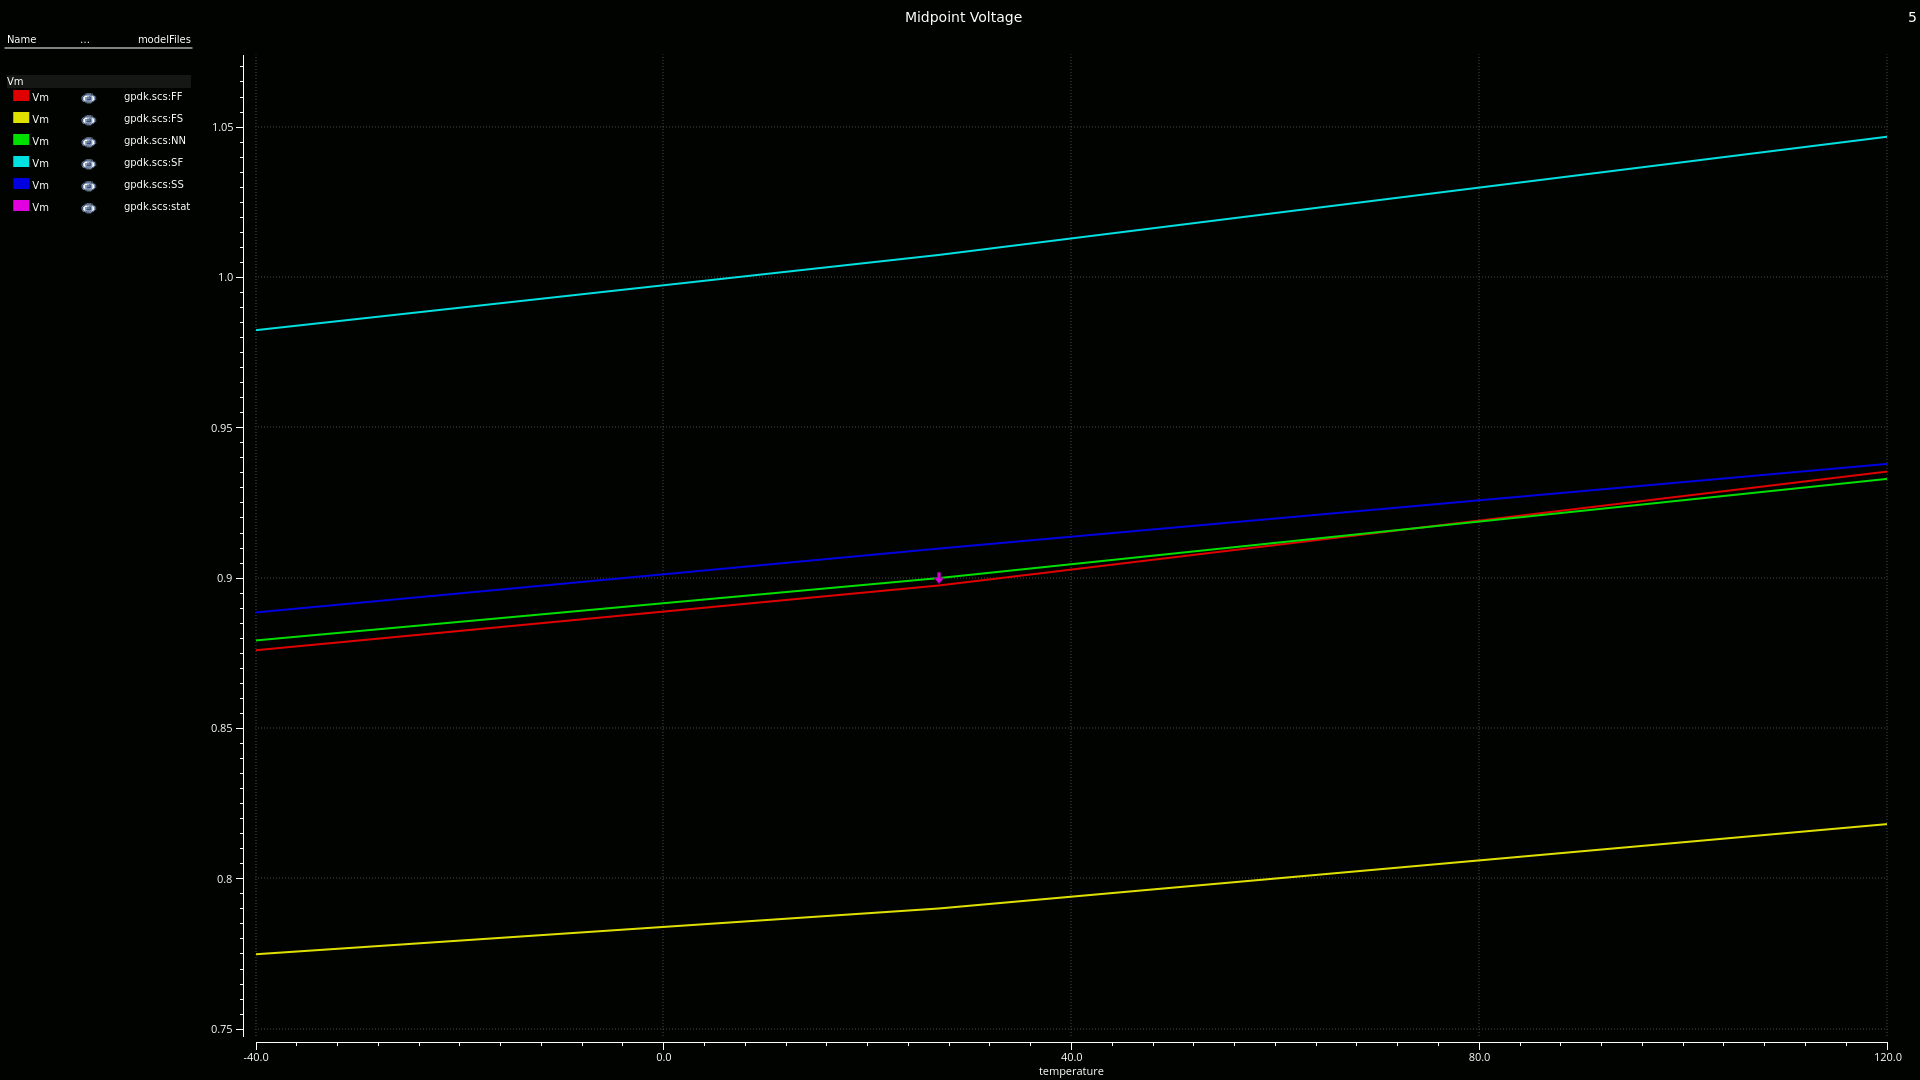 Midpoint Voltage
5
Name ... modelFiles
Vm
Vm gpdk.scs:FF
Vm gpdk.scs:FS
Vm gpdk.scs:NN
Vm gpdk.scs:SF
Vm gpdk.scs:SS
Vm gpdk.scs:stat
1.05
1.0
0.95
0.9
0.85
0.8
0.75
-40.0 0.0 40.0 80.0 120.0
temperature